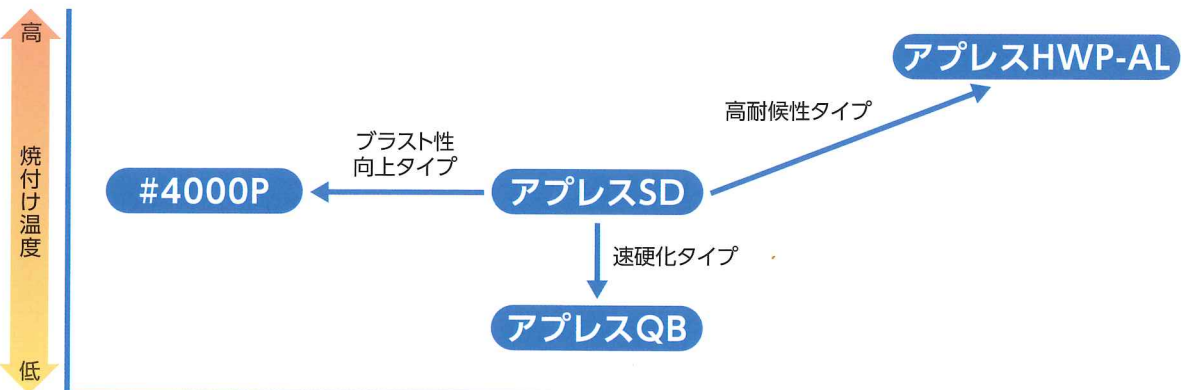 高
焼付け温度
低
アプレスHWP-AL
高耐候性タイプ
ブラスト性
向上タイプ
#4000P
アプレスSD
速硬化タイプ
アプレスQB